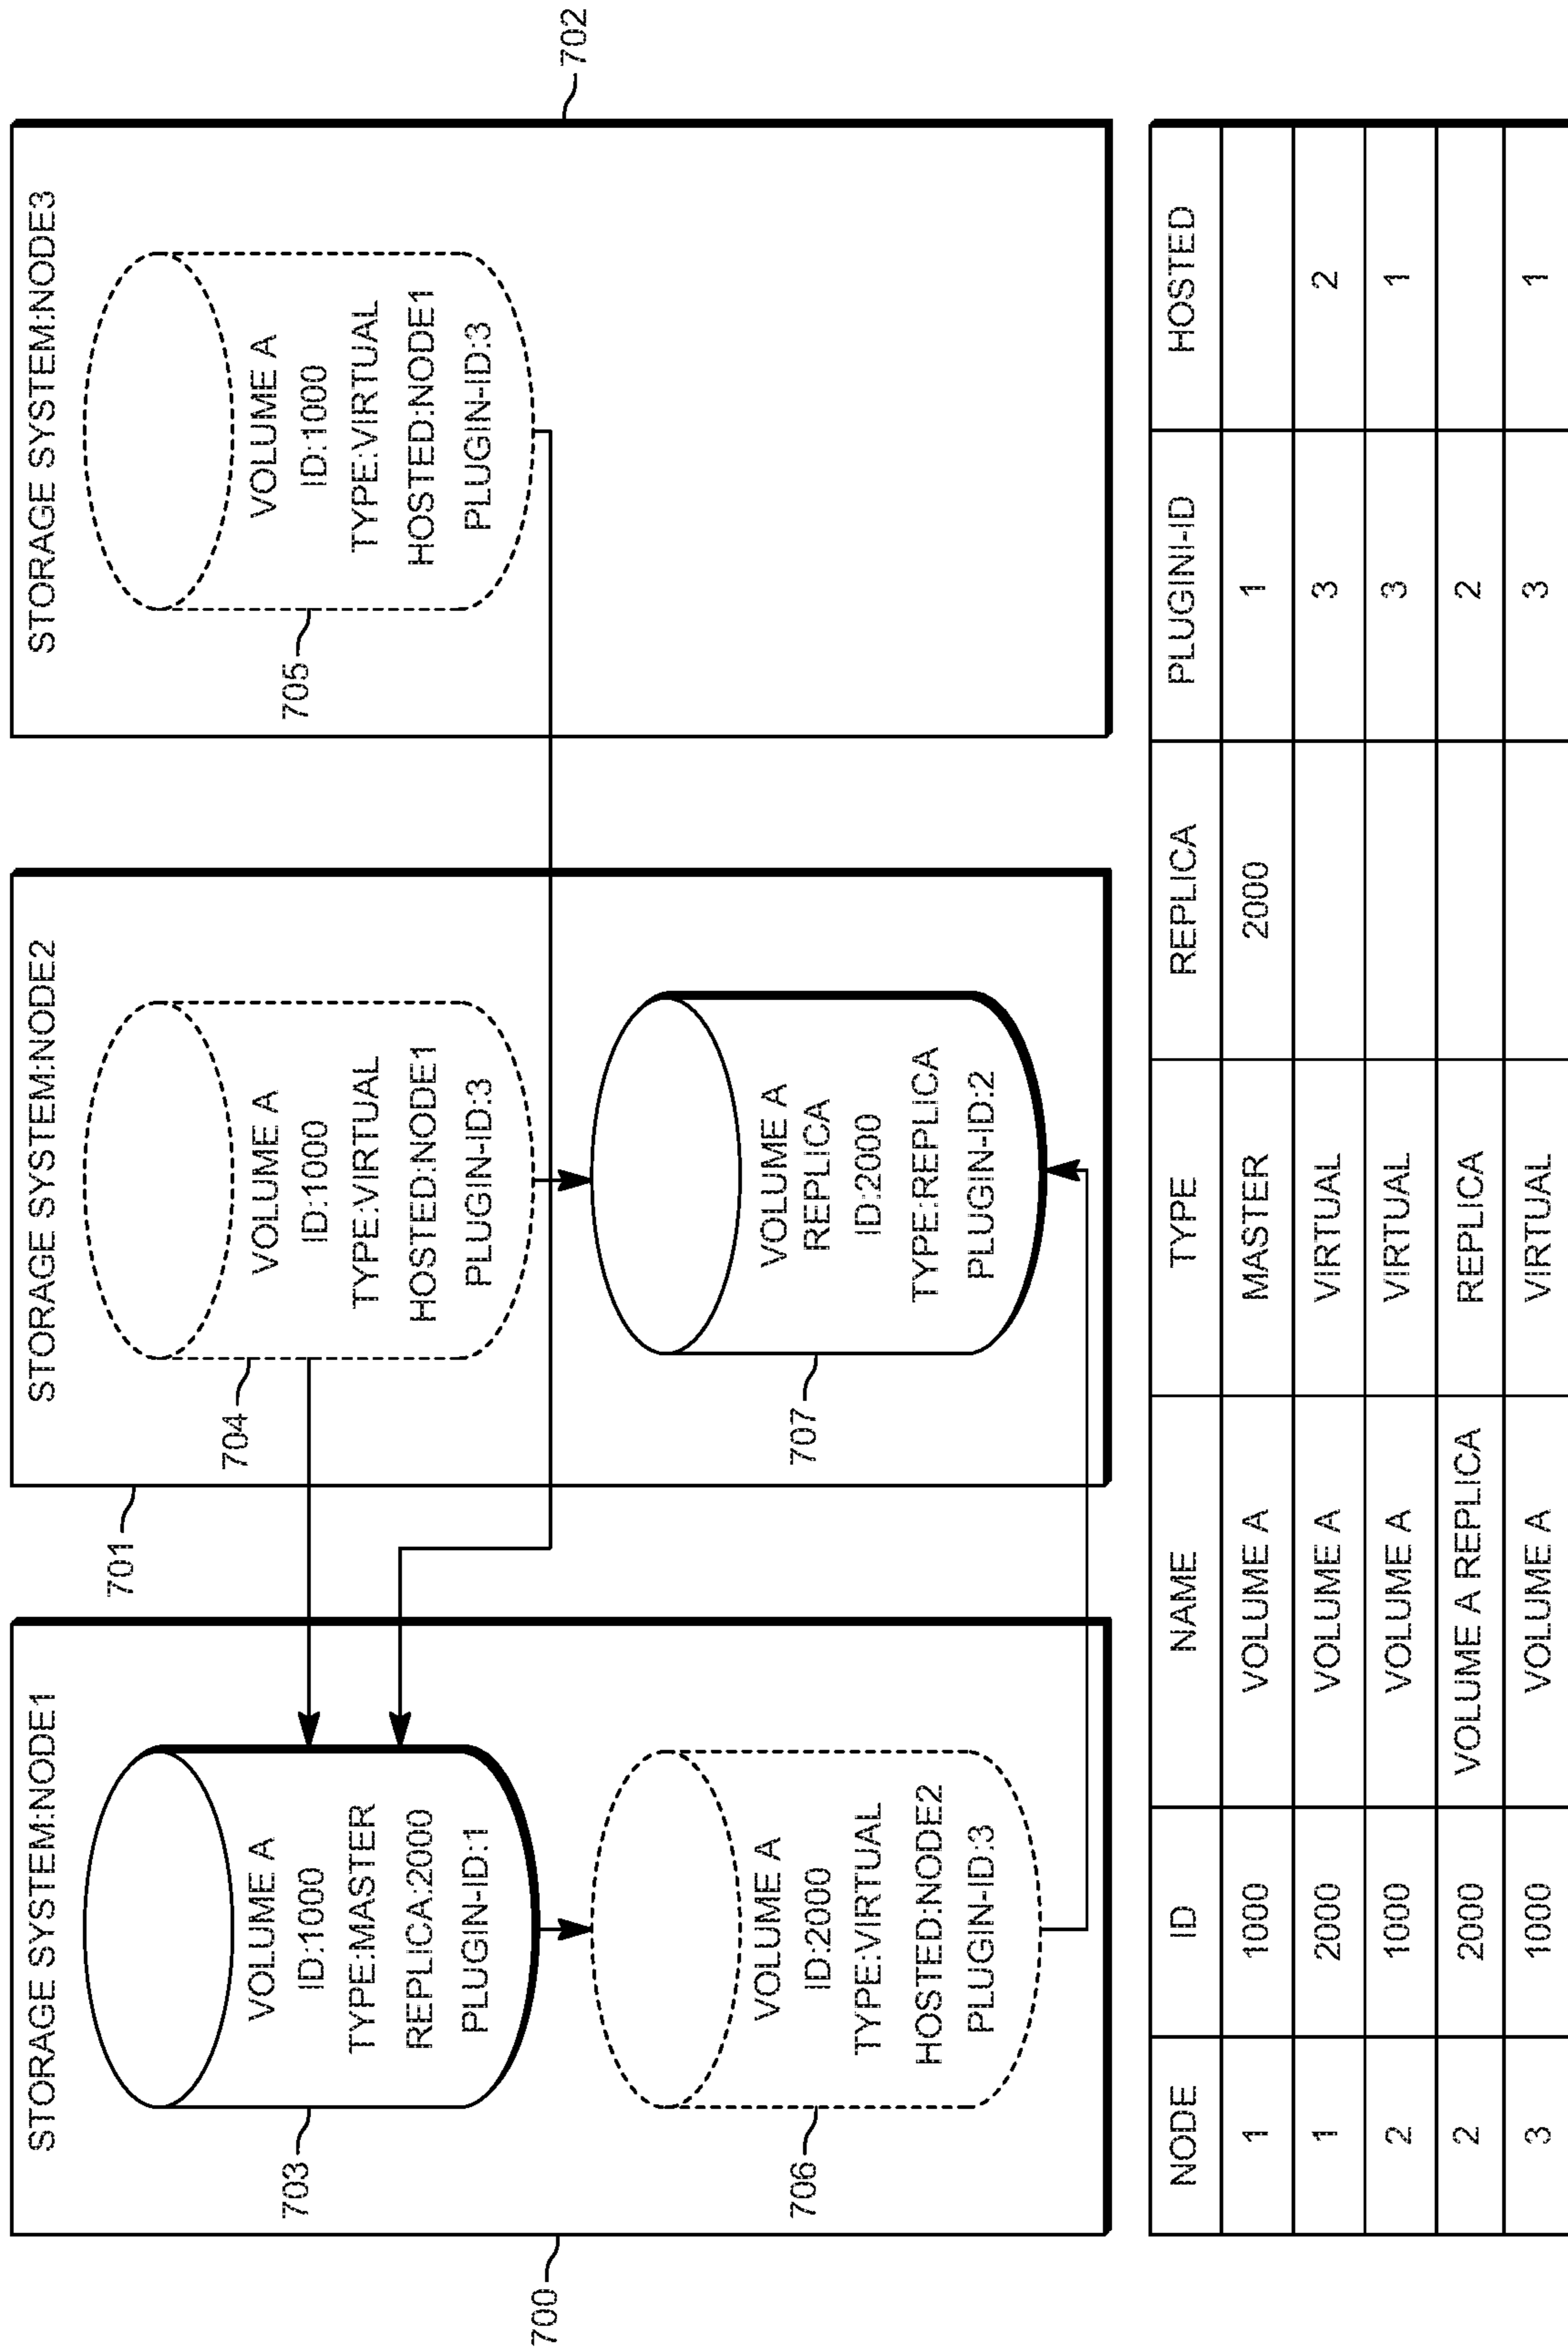 STORAGE SYSTEM:NODE1
VOLUME A
ID:1000
TYPE:MASTER
REPLICA:2000
PLUGIN-ID:1
703
VOLUME A
ID:2000
TYPE:VIRTUAL
HOSTED:NODE2
PLUGIN-ID:3
706
700
STORAGE SYSTEM:NODE2
701
VOLUME A
ID:1000
TYPE:VIRTUAL
HOSTED:NODE1
PLUGIN-ID:3
704
VOLUME A
REPLICA
ID:2000
TYPE:REPLICA
PLUGIN-ID:2
707
STORAGE SYSTEM:NODE3
VOLUME A
ID:1000
TYPE:VIRTUAL
HOSTED:NODE1
PLUGIN-ID:3
705
702
NODE ID NAME TYPE REPLICA PLUGINI-ID HOSTED
1 1000 VOLUME A MASTER 2000 1
1 2000 VOLUME A VIRTUAL 3 2
2 1000 VOLUME A VIRTUAL 3 1
2 2000 VOLUME A REPLICA REPLICA 2
3 1000 VOLUME A VIRTUAL 3 1